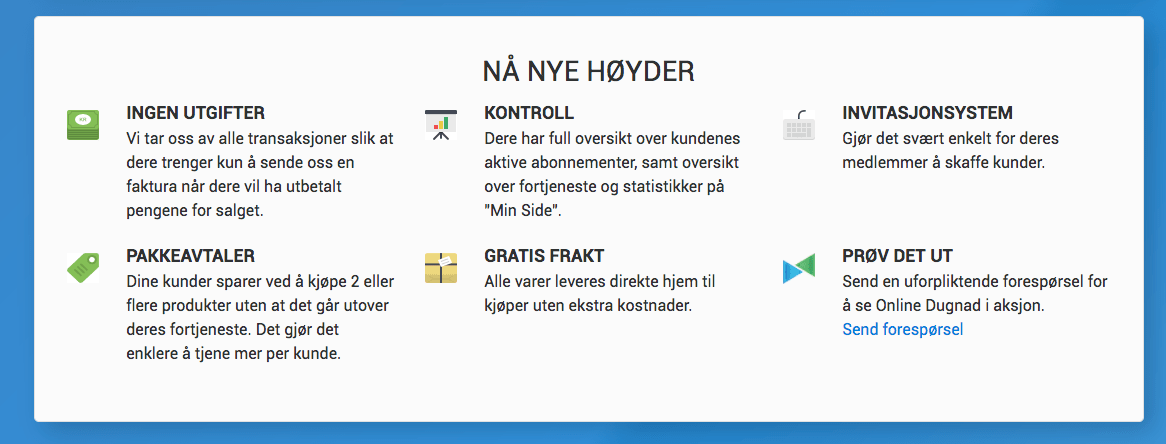 NÅ NYE HØYDER
INGEN UTGIFTER
Vi tar oss av alle transaksjoner slik at
dere trenger kun å sende oss en
faktura når dere vil ha utbetalt
pengene for salget.
KONTROLL
Dere har full oversikt over kundenes
aktive abonnementer, samt oversikt
over fortjeneste og statistikker på
"Min Side".
INVITASJONSYSTEM
Gjør det svært enkelt for deres
medlemmer å skaffe kunder.
PAKKEAVTALER
Dine kunder sparer ved å kjøpe 2 eller
flere produkter uten at det går utover
deres fortjeneste. Det gjør det
enklere å tjene mer per kunde.
GRATIS FRAKT
Alle varer leveres direkte hjem til
kjøper uten ekstra kostnader.
PRØV DET UT
Send en uforpliktende forespørsel for
å se Online Dugnad i aksjon.
Send forespørsel